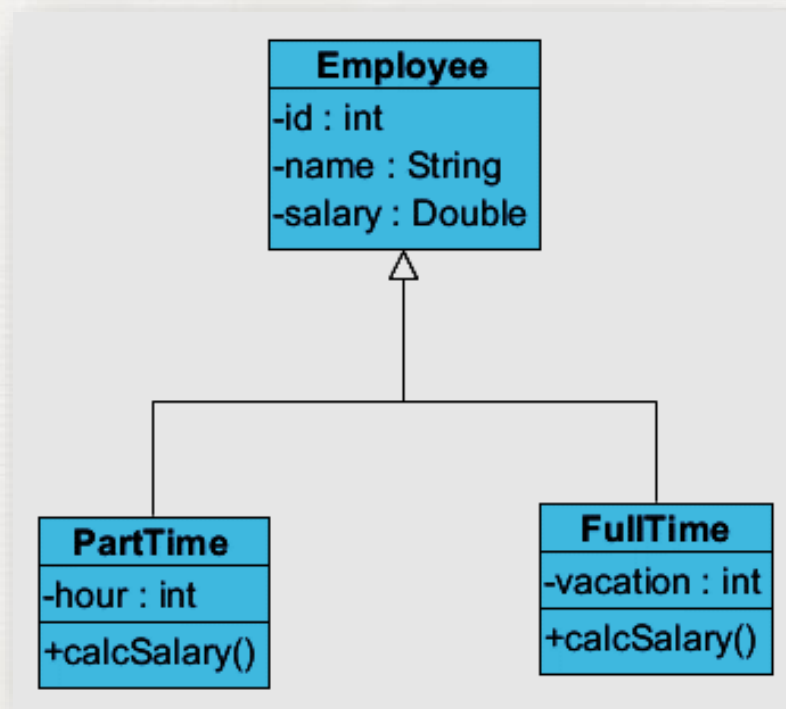 Employee
-id : int
-name : String
-salary : Double
PartTime
-hour : int
+calcSalary()
FullTime
-vacation : int
+calcSalary()